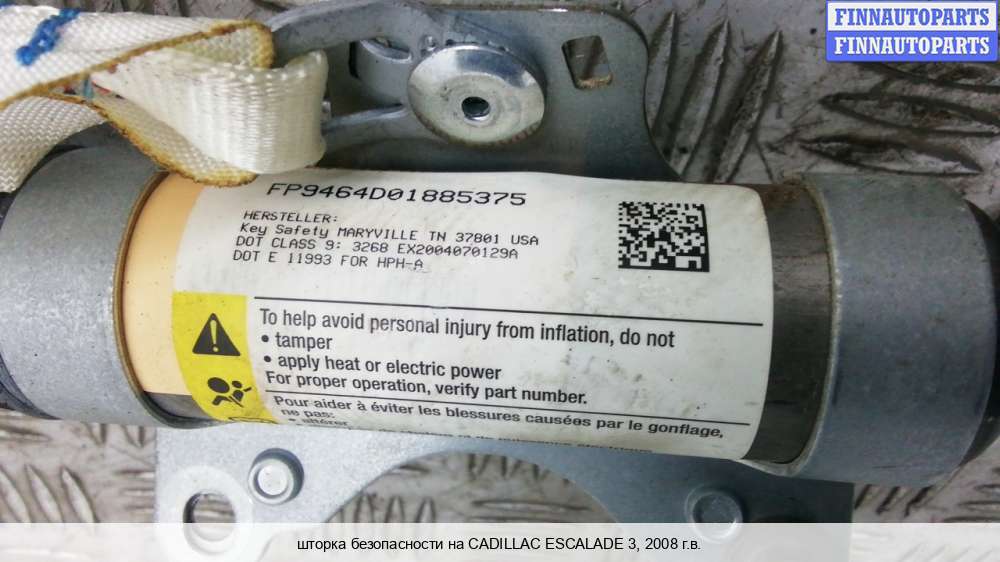 FINNAUTOPARTS
FINNAUTOPARTS
FP9464D01885375
HERSTELLER:
Key Safety MARYVILLE TN 37801 USA
DOT CLASS 9: 3268 EX2004070129A
DOT E 11993 FOR HPH-A
To help avoid personal injury from inflation, do not
• tamper
• apply heat or electric power
For proper operation, verify part number.
Pour aider à éviter les blessures causées par le gonflage,
ne pas:
• altérer
шторка безопасности на CADILLAC ESCALADE 3, 2008 г.в.